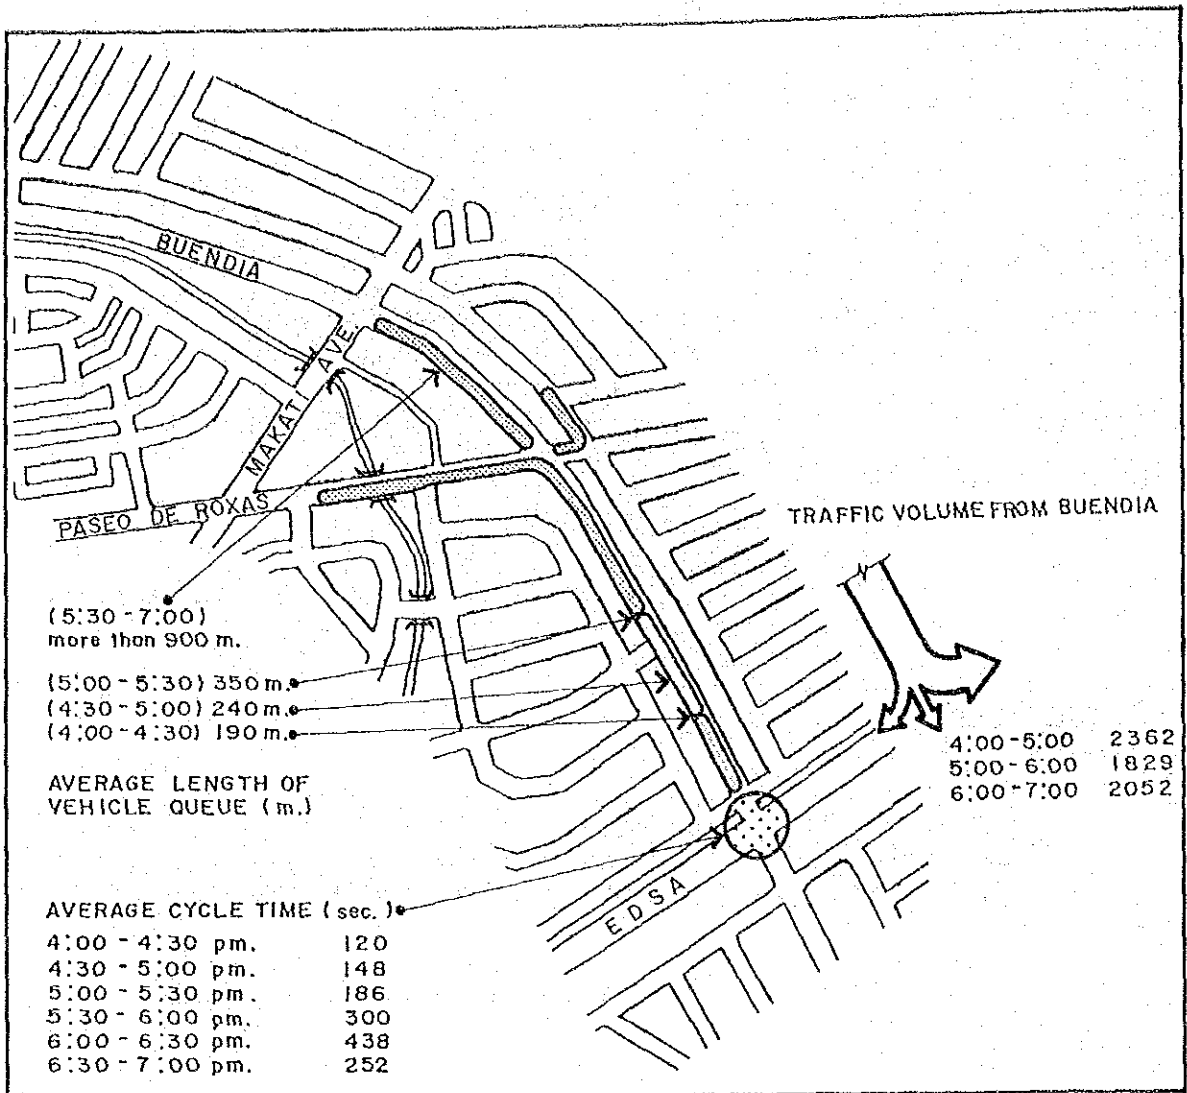 BUENDIA
MAKATI AVE
PASEO DE ROXAS
TRAFFIC VOLUME FROM BUENDIA
4:00-5:00 2362
5:00-6:00 1829
6:00-7:00 2052
(5:30-7:00)
more than 900 m.
(5:00-5:30) 350 m.
(4:30-5:00) 240 m.
(4:00-4:30) 190 m.
AVERAGE LENGTH OF
VEHICLE QUEUE (m.)
EDSA
AVERAGE CYCLE TIME (sec.)
4:00-4:30 pm. 120
4:30-5:00 pm. 148
5:00-5:30 pm. 186
5:30-6:00 pm. 300
6:00-6:30 pm. 438
6:30-7:00 pm. 252